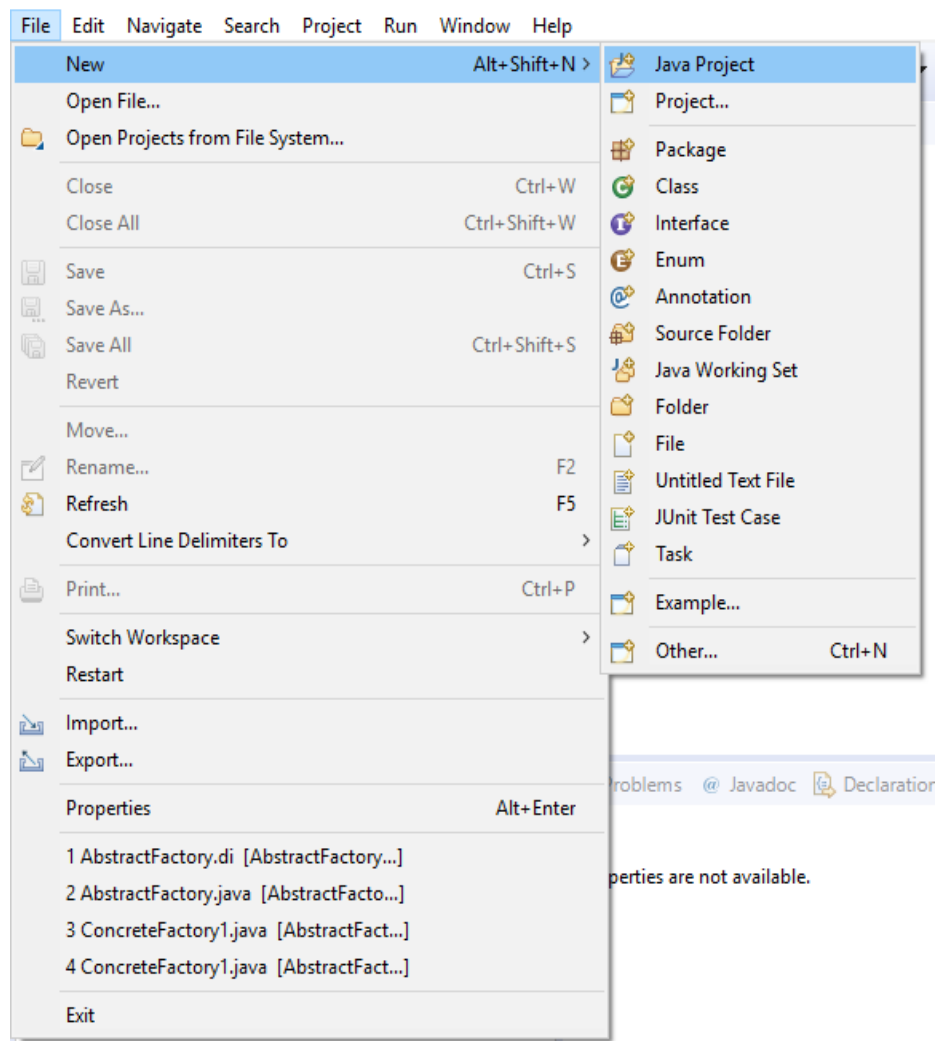 File Edit Navigate Search Project Run Window Help
New Alt+Shift+N >
Open File...
Open Projects from File System...
Close Ctrl+W
Close All Ctrl+Shift+W
Save Ctrl+S
Save As...
Save All Ctrl+Shift+S
Revert
Move...
Rename... F2
Refresh F5
Convert Line Delimiters To >
Print... Ctrl+P
Switch Workspace >
Restart
Import...
Export...
Properties Alt+Enter
1 AbstractFactory.di [AbstractFactory...]
2 AbstractFactory.java [AbstractFacto...]
3 ConcreteFactory1.java [AbstractFact...]
4 ConcreteFactory1.java [AbstractFact...]
Exit
Java Project
Project...
Package
Class
Interface
Enum
Annotation
Source Folder
Java Working Set
Folder
File
Untitled Text File
JUnit Test Case
Task
Example...
Other... Ctrl+N
roblems @ Javadoc Declaration
perties are not available.